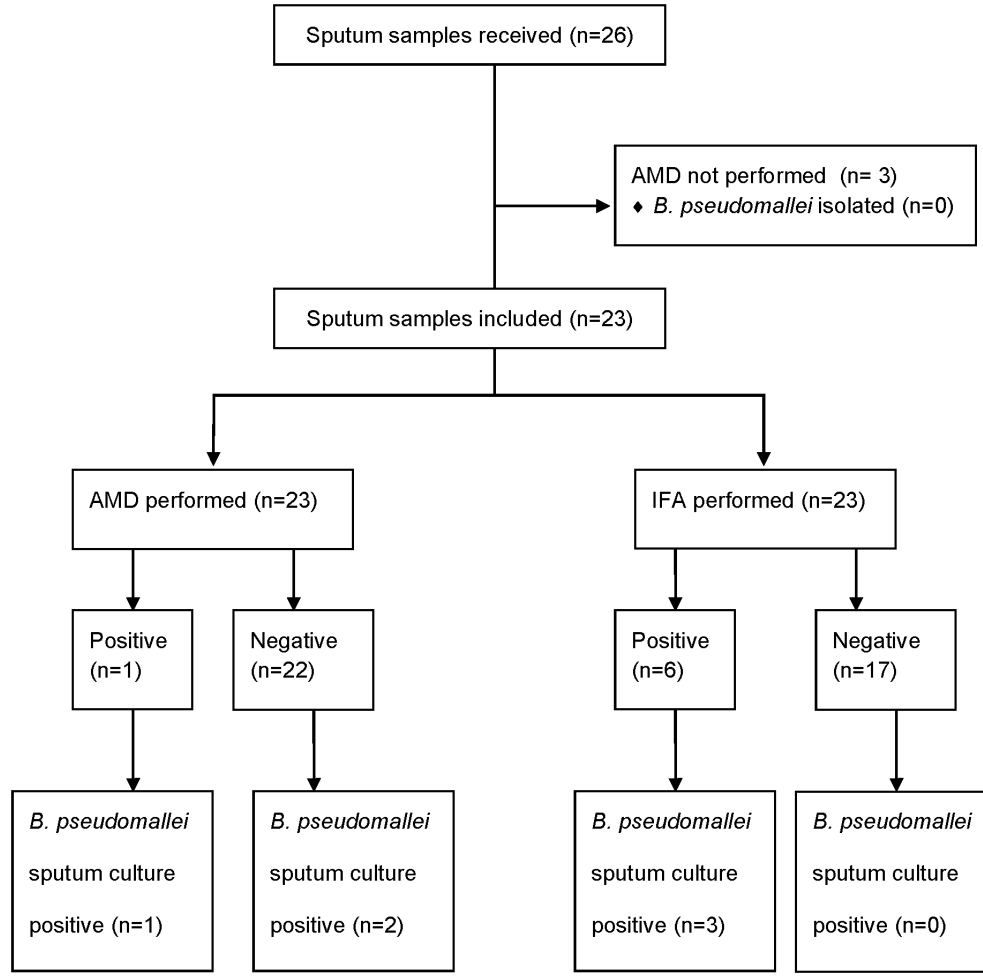 Sputum samples received (n=26)
AMD not performed (n= 3)
♦ B. pseudomallei isolated (n=0)
Sputum samples included (n=23)
AMD performed (n=23)
IFA performed (n=23)
Positive
(n=1)
Negative
(n=22)
Positive
(n=6)
Negative
(n=17)
B. pseudomallei
sputum culture
positive (n=1)
B. pseudomallei
sputum culture
positive (n=2)
B. pseudomallei
sputum culture
positive (n=3)
B. pseudomallei
sputum culture
positive (n=0)